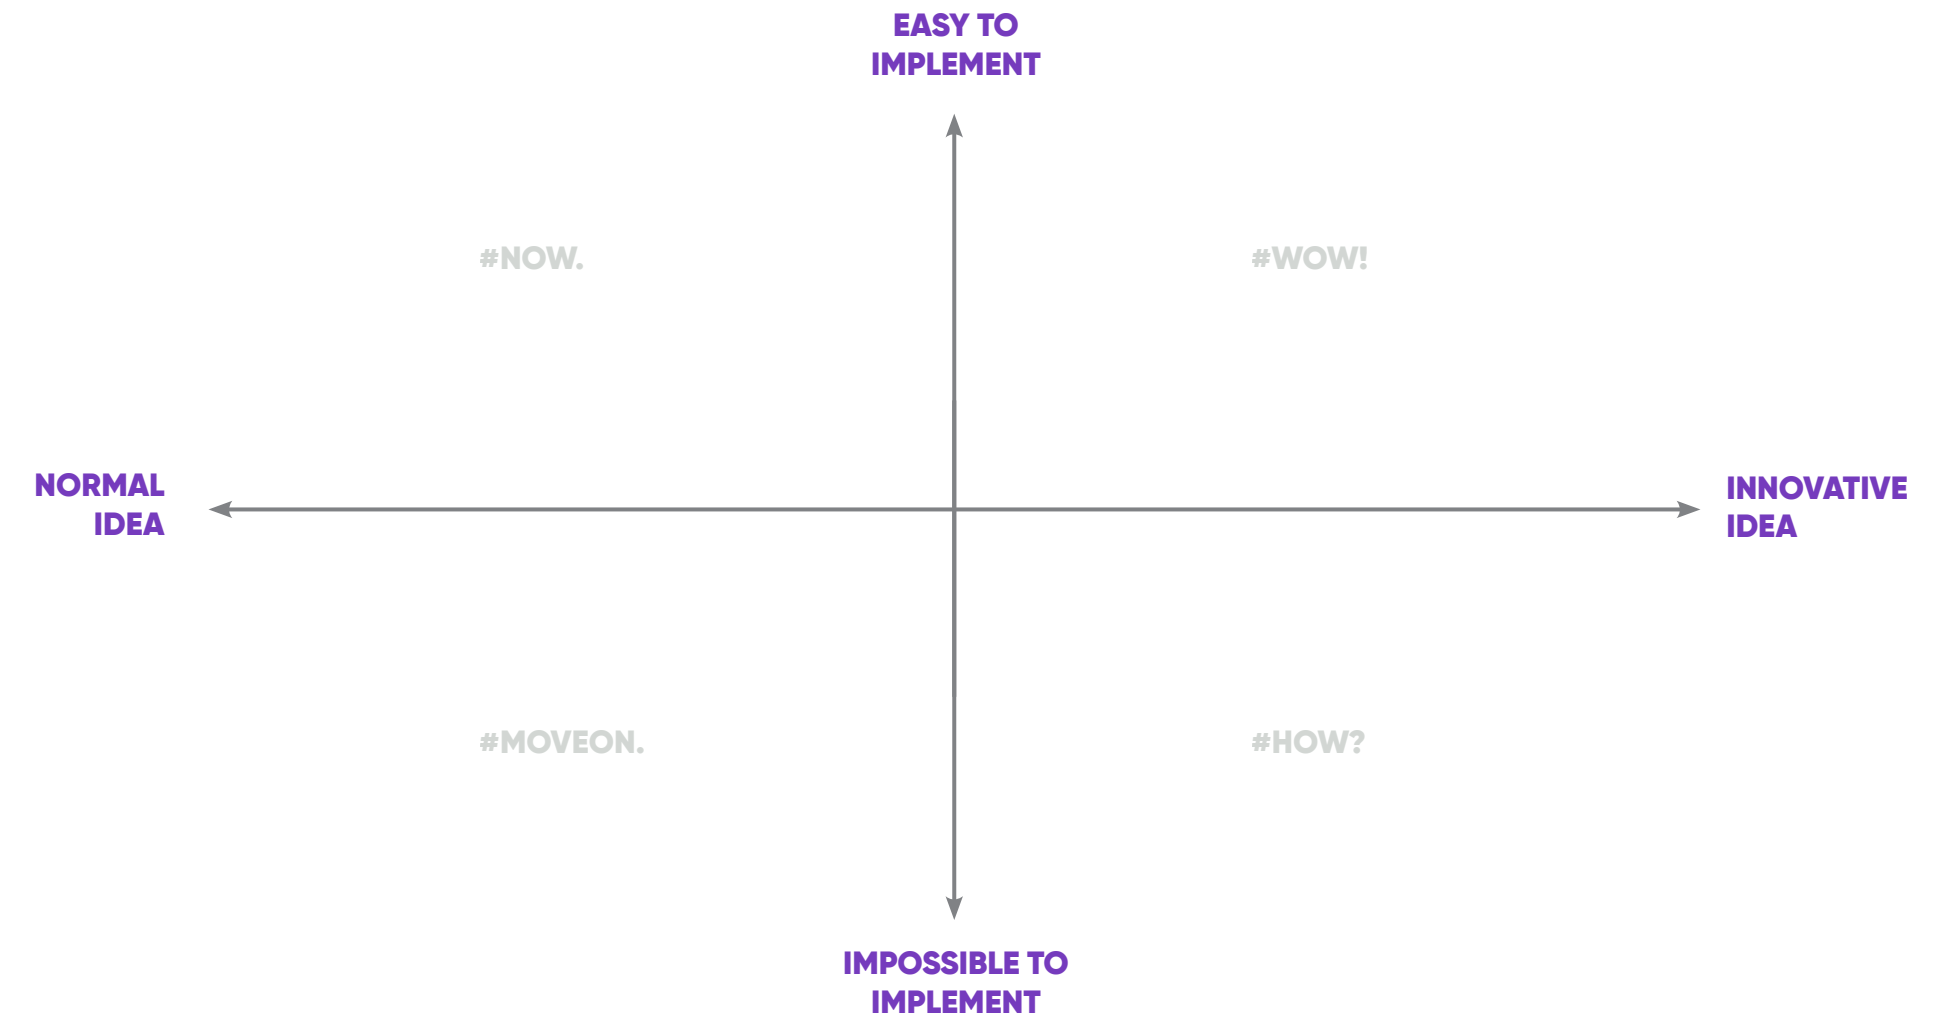 EASY TO
IMPLEMENT
#NOW.
#WOW!
NORMAL
IDEA
INNOVATIVE
IDEA
#MOVEON.
#HOW?
IMPOSSIBLE TO
IMPLEMENT